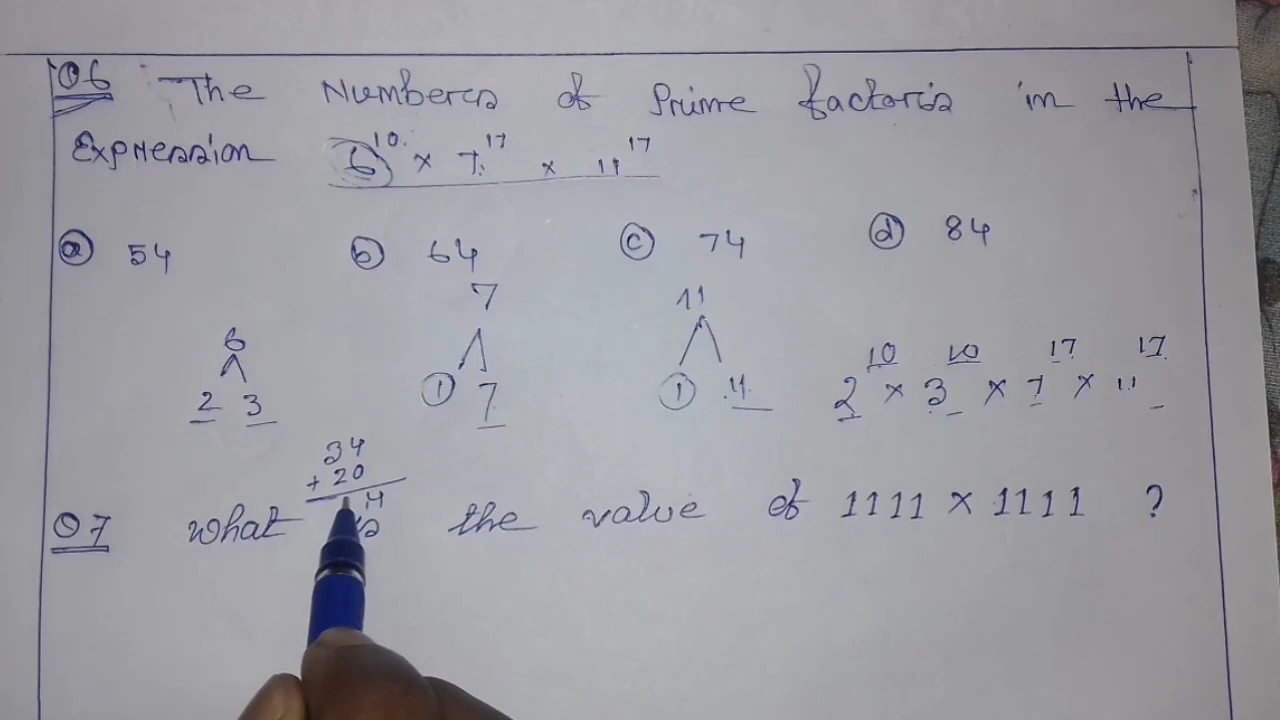 Q6 The Numbers of Prime factors in the
Expression 6^10 × 7^17 × 11^17
(a) 54 (b) 64 (c) 74 (d) 84
6 7 11
2 3 1 7 1 11 2^10 × 3^10 × 7^17 × 11^17
34
+ 20
4
Q7 what is the value of 1111 × 1111 ?